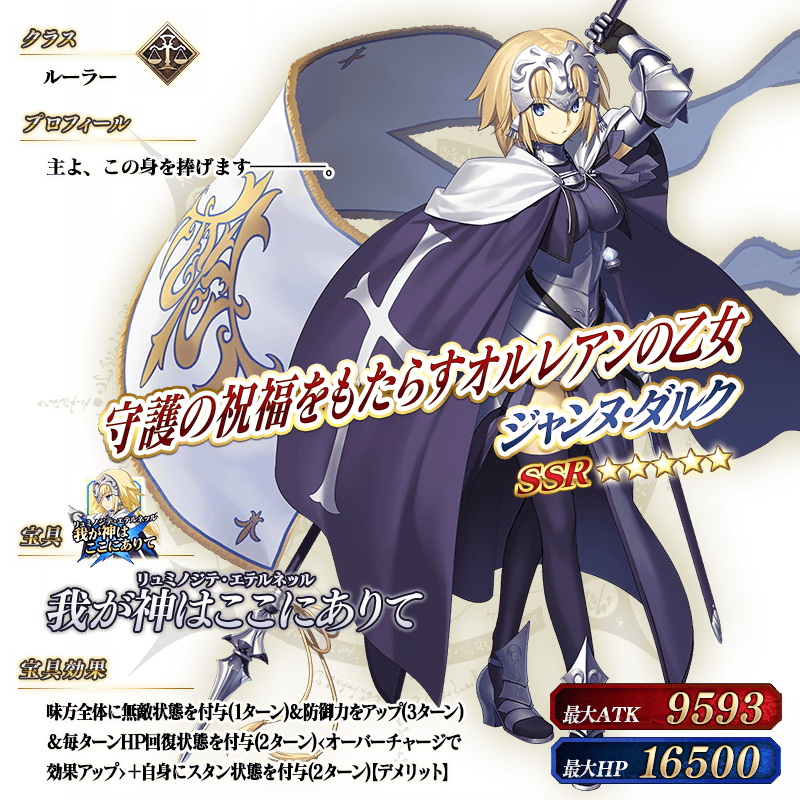 クラス
ルーラー
プロフィール
主よ、この身を捧げます―――。
守護の祝福をもたらすオルレアンの乙女
ジャンヌ・ダルク
SSR ★★★★★
宝具
リュミノジテ・エテルネッル
我が神は
ここにありて
リュミノジテ・エテルネッル
我が神はここにありて
宝具効果
味方全体に無敵状態を付与(1ターン)&防御力をアップ(3ターン)
&毎ターンHP回復状態を付与(2ターン)<オーバーチャージで
効果アップ>+自身にスタン状態を付与(2ターン)【デメリット】
最大ATK 9593
最大HP 16500